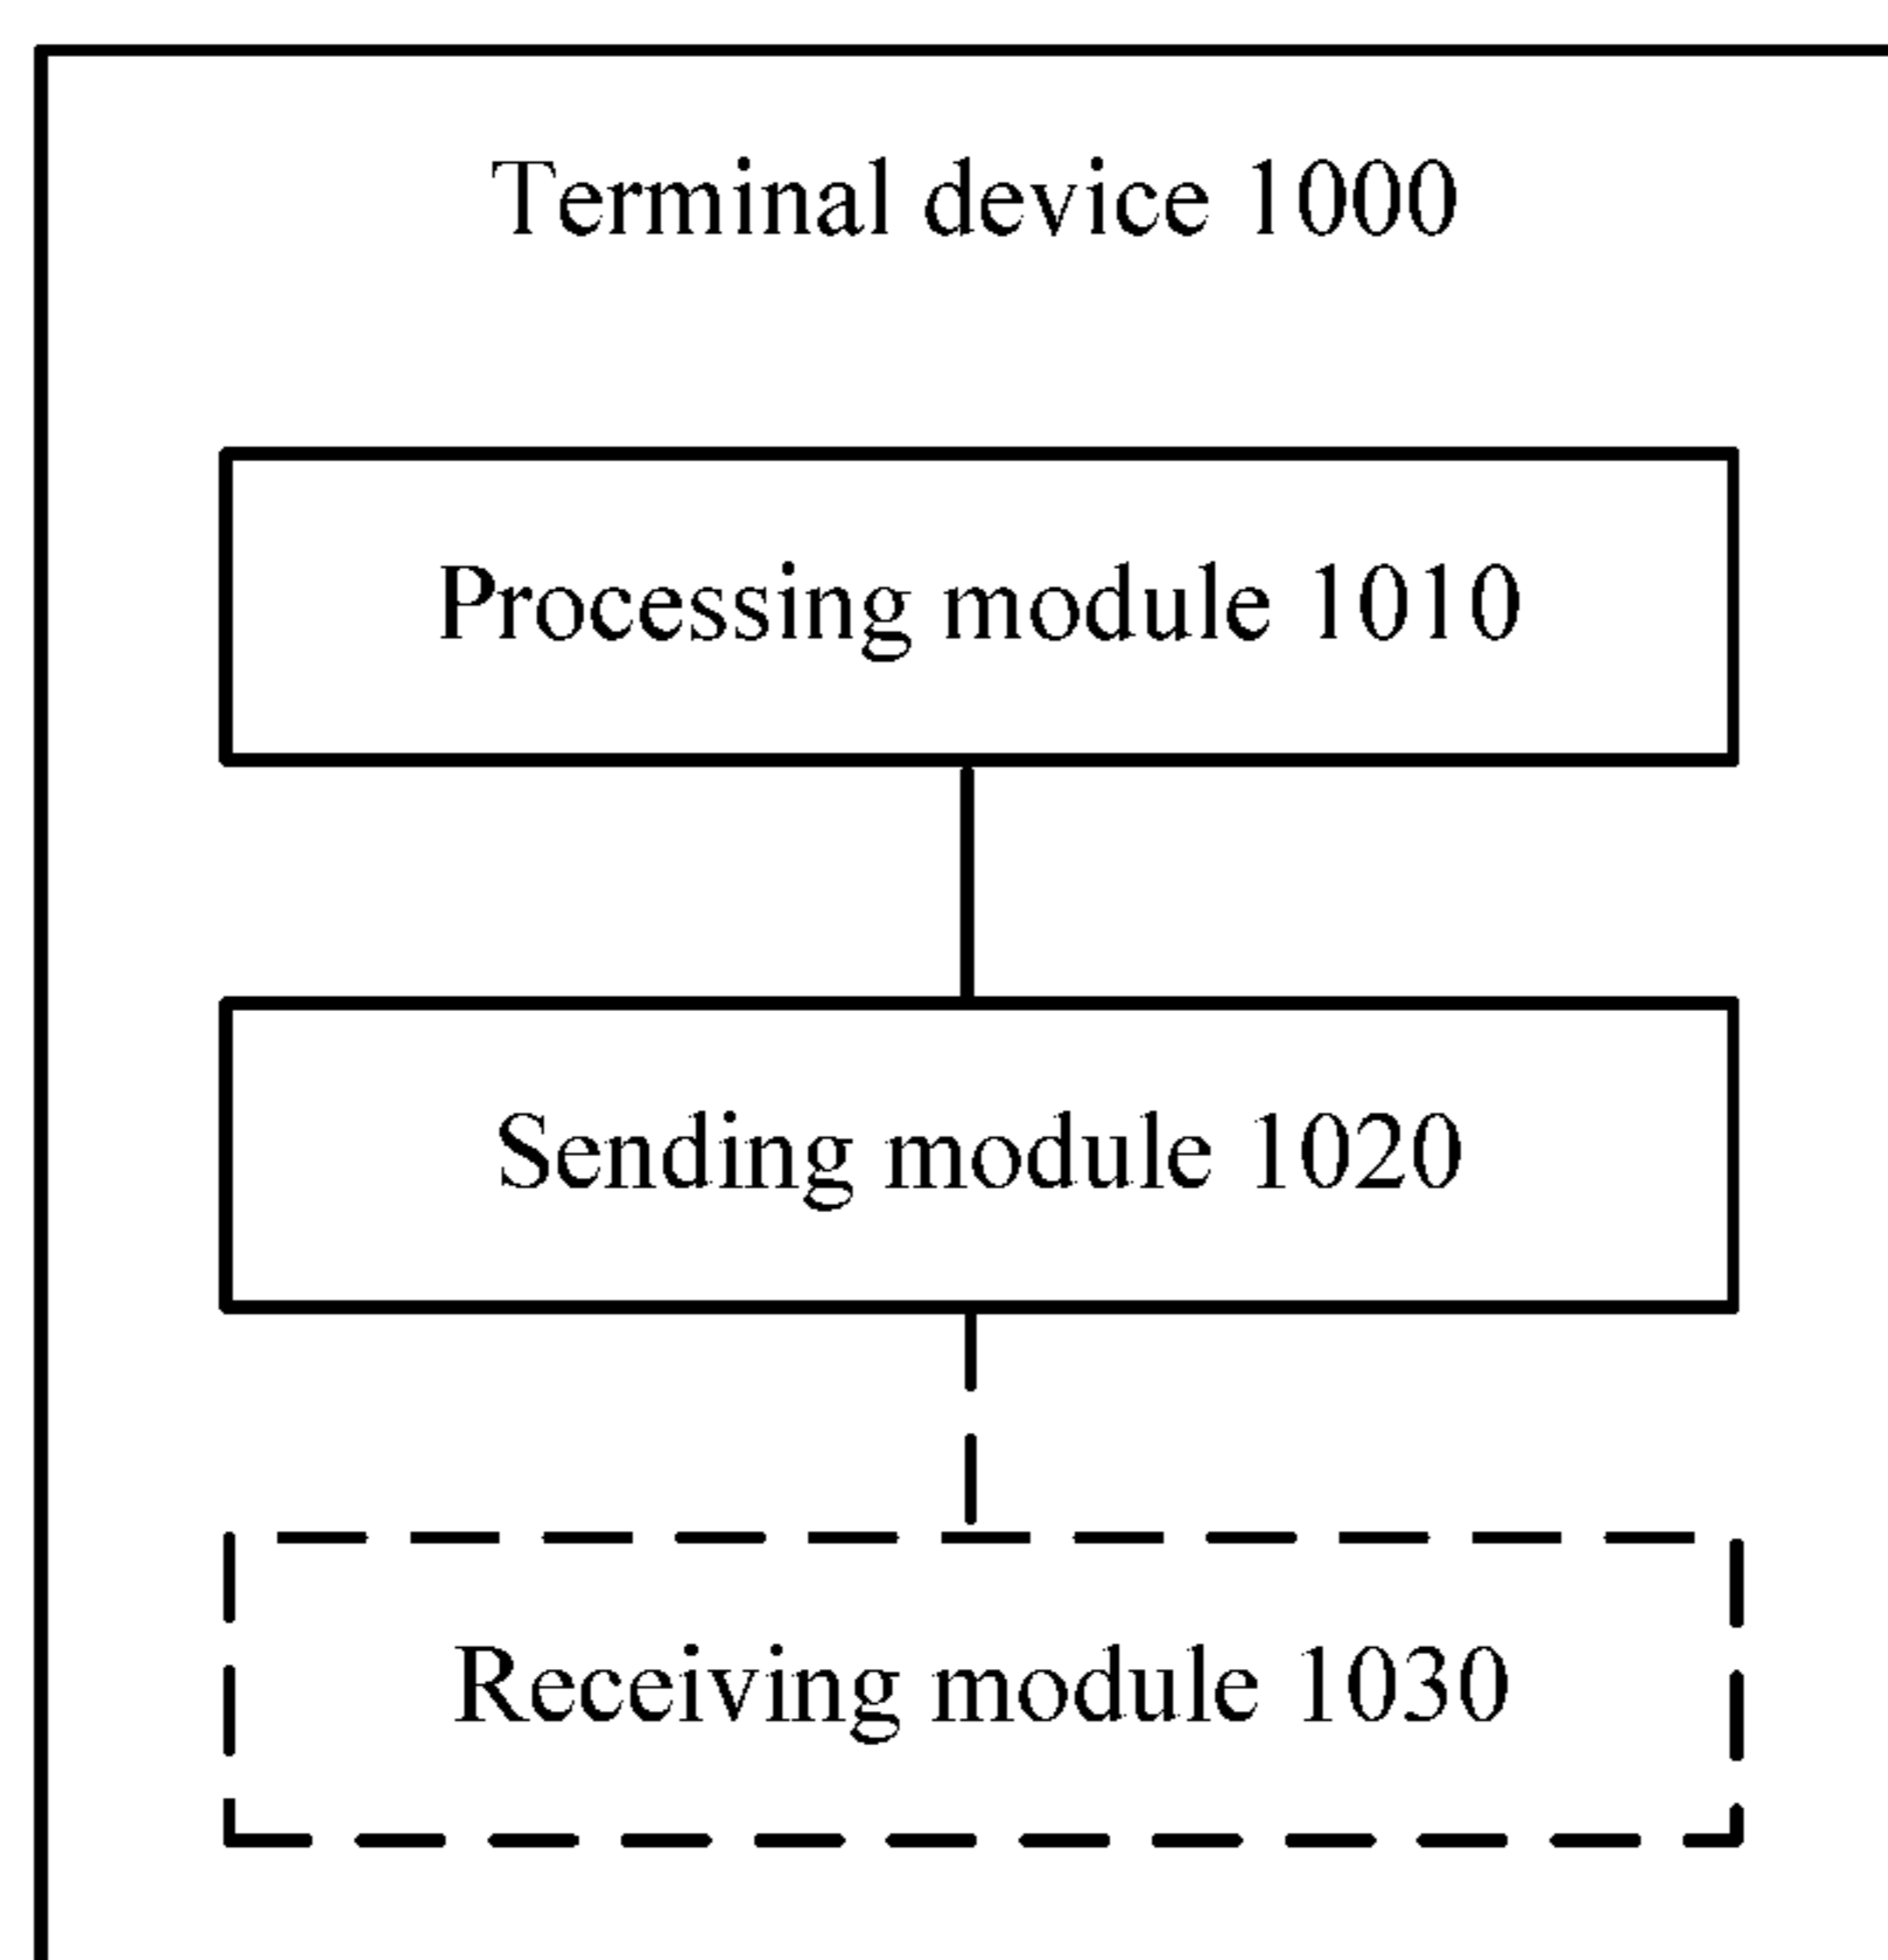 Terminal device 1000
Processing module 1010
Sending module 1020
Receiving module 1030